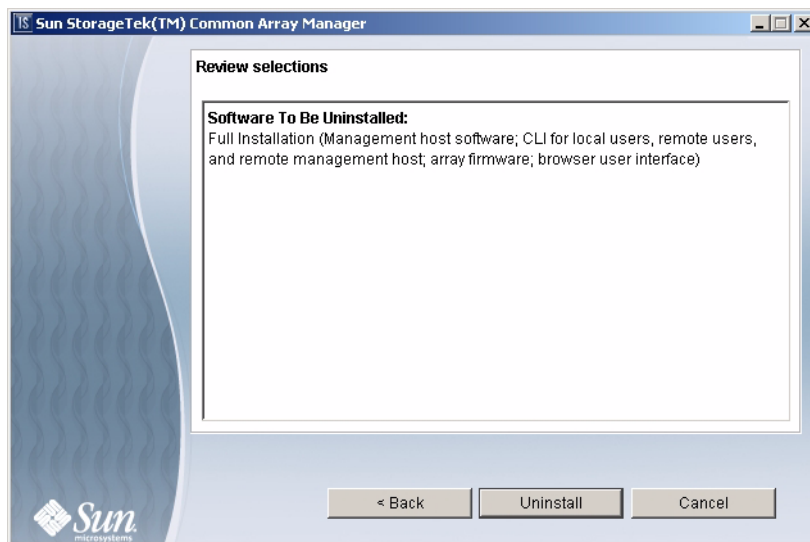 Sun StorageTek(TM) Common Array Manager
Review selections
Software To Be Uninstalled:
Full Installation (Management host software; CLI for local users, remote users,
and remote management host; array firmware; browser user interface)
< Back
Uninstall
Cancel
Sun
microsystems